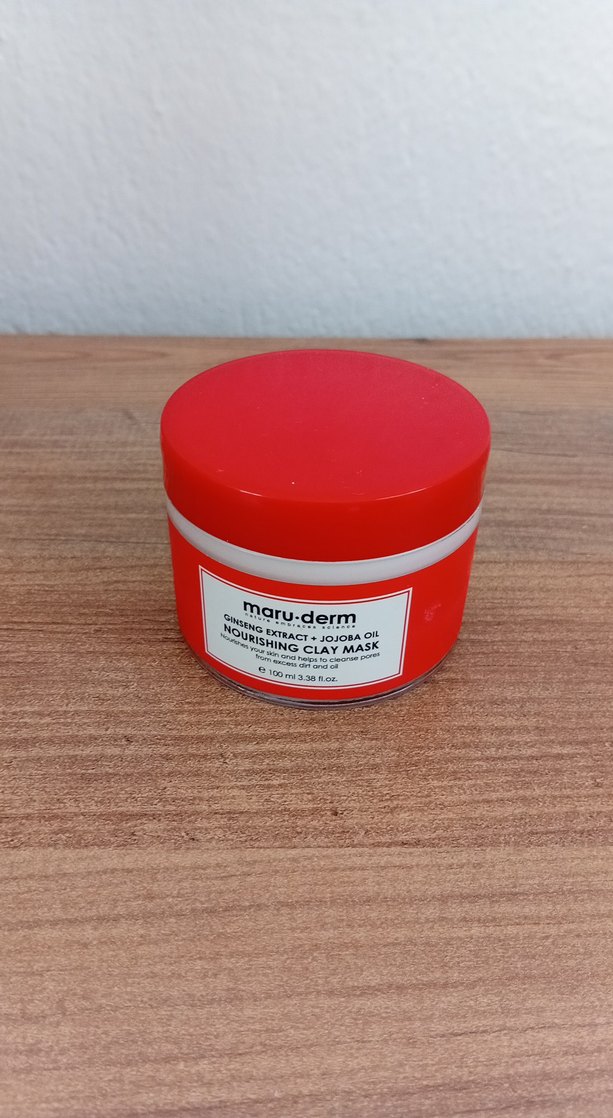 maru·derm
nature embraces science
GINSENG EXTRACT + JOJOBA OIL
NOURISHING CLAY MASK
Nourishes your skin and helps to cleanse pores
from excess dirt and oil
℮ 100 ml 3.38 fl.oz.